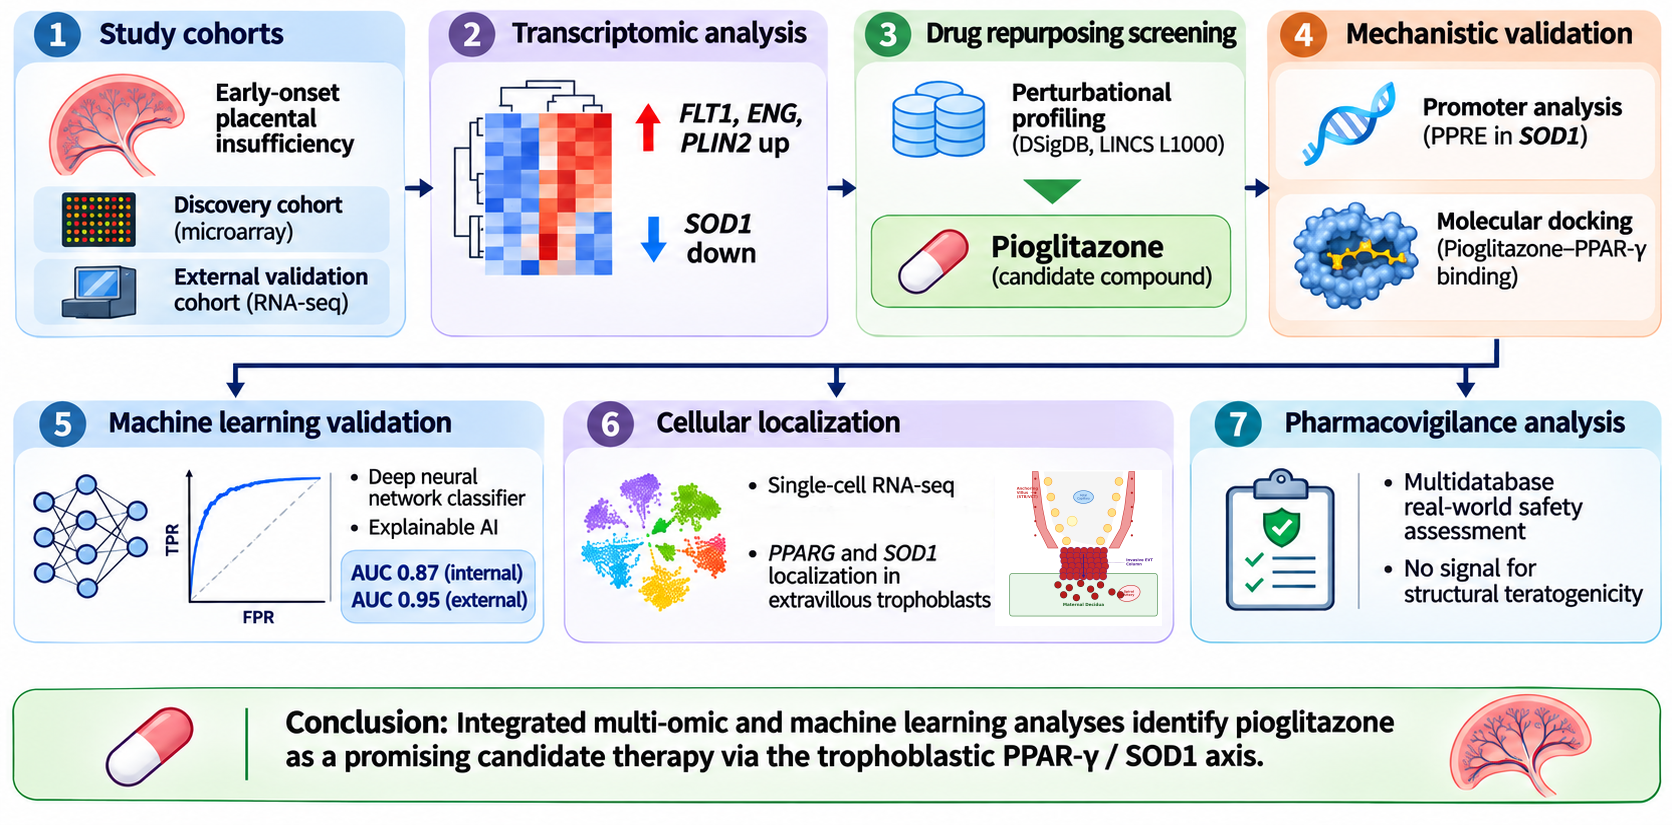 1 Study cohorts
Early-onset
placental
insufficiency
Discovery cohort
(microarray)
External validation
cohort (RNA-seq)
2 Transcriptomic analysis
FLT1, ENG,
PLIN2 up
SOD1
down
3 Drug repurposing screening
Perturbational
profiling
(DSigDB, LINCS L1000)
Pioglitazone
(candidate compound)
4 Mechanistic validation
Promoter analysis
(PPRE in SOD1)
Molecular docking
(Pioglitazone–PPAR-γ
binding)
5 Machine learning validation
TPR
FPR
• Deep neural
network classifier
• Explainable AI
AUC 0.87 (internal)
AUC 0.95 (external)
6 Cellular localization
• Single-cell RNA-seq
• PPARG and SOD1
localization in
extravillous trophoblasts
Anchoring
Invasive EVT
Column
Maternal Decidua
7 Pharmacovigilance analysis
• Multidatabase
real-world safety
assessment
• No signal for
structural teratogenicity
Conclusion: Integrated multi-omic and machine learning analyses identify pioglitazone
as a promising candidate therapy via the trophoblastic PPAR-γ / SOD1 axis.